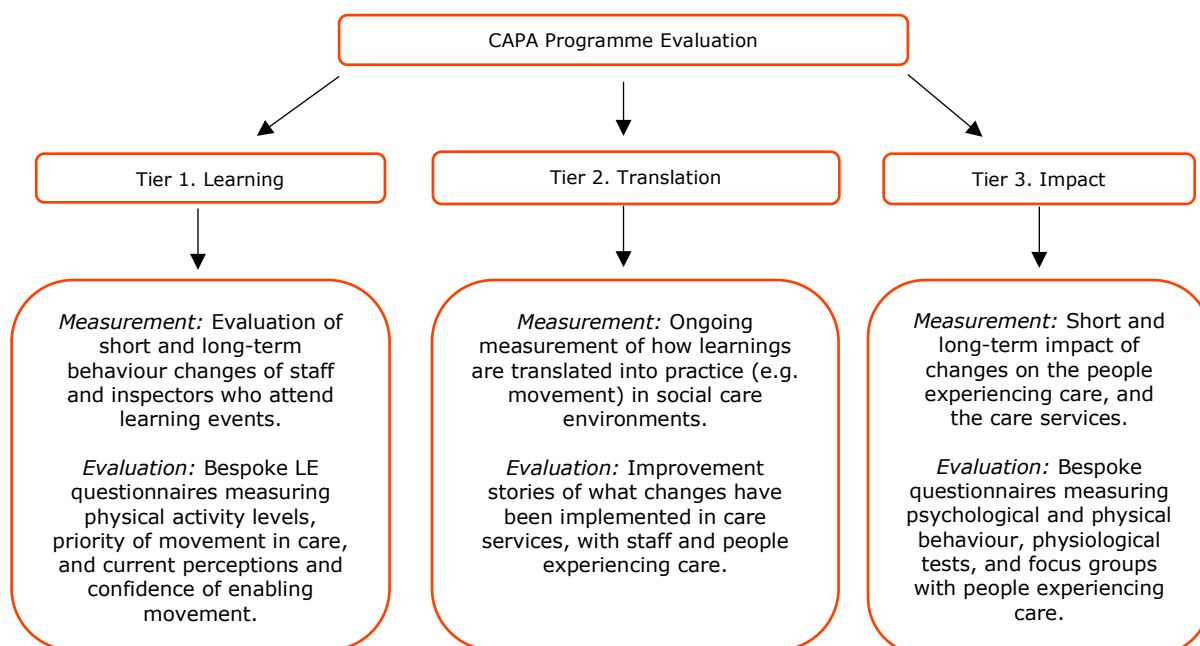 CAPA Programme Evaluation
Tier 1. Learning
Tier 2. Translation
Tier 3. Impact
Measurement: Evaluation of
short and long-term
behaviour changes of staff
and inspectors who attend
learning events.
Evaluation: Bespoke LE
questionnaires measuring
physical activity levels,
priority of movement in care,
and current perceptions and
confidence of enabling
movement.
Measurement: Ongoing
measurement of how learnings
are translated into practice (e.g.
movement) in social care
environments.
Evaluation: Improvement
stories of what changes have
been implemented in care
services, with staff and people
experiencing care.
Measurement: Short and
long-term impact of
changes on the people
experiencing care, and
the care services.
Evaluation: Bespoke
questionnaires measuring
psychological and physical
behaviour, physiological
tests, and focus groups
with people experiencing
care.